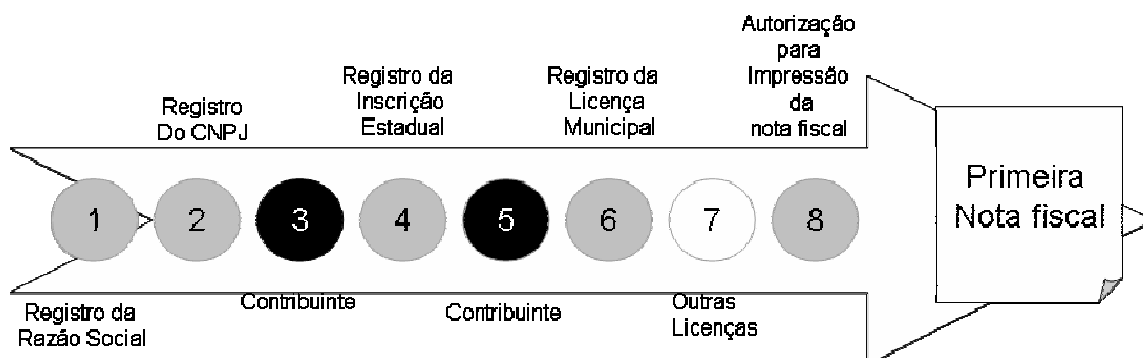 Registro
Do CNPJ
Registro da
Inscrição
Estadual
Registro da
Licença
Municipal
Autorização
para
Impressão
da
nota fiscal
1
2
3
4
5
6
7
8
Primeira
Nota fiscal
Registro da
Razão Social
Contribuinte
Contribuinte
Outras
Licenças